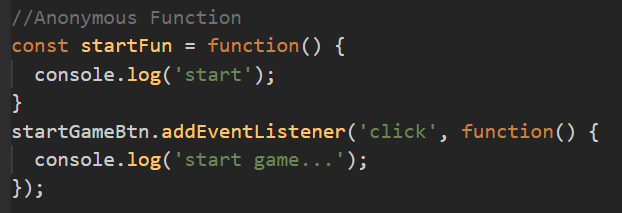 //Anonymous Function
const startFun = function() {
  console.log('start');
}
startGameBtn.addEventListener('click', function() {
  console.log('start game...');
});